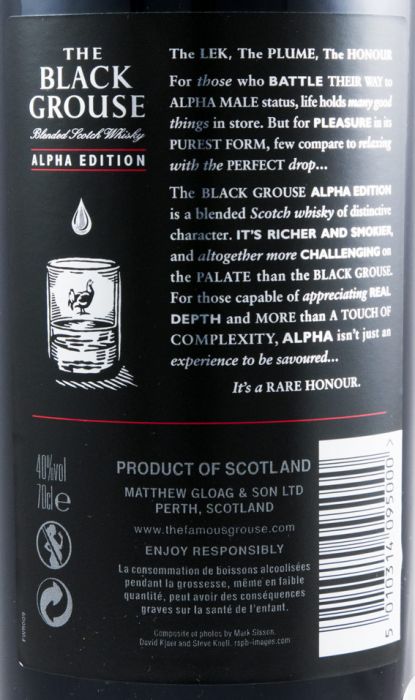 THE
BLACK
GROUSE
Blended Scotch Whisky
ALPHA EDITION
The LEK, The PLUME, The HONOUR
For those who BATTLE THEIR WAY to
ALPHA MALE status, life holds many good
things in store. But for PLEASURE in its
PUREST FORM, few compare to relaxing
with the PERFECT drop...
The BLACK GROUSE ALPHA EDITION
is a blended Scotch whisky of distinctive
character. IT'S RICHER AND SMOKIER,
and altogether more CHALLENGING on
the PALATE than the BLACK GROUSE.
For those capable of appreciating REAL
DEPTH and MORE than A TOUCH OF
COMPLEXITY, ALPHA isn't just an
experience to be savoured...
It's a RARE HONOUR.
40%vol
70cl e
PRODUCT OF SCOTLAND
MATTHEW GLOAG & SON LTD
PERTH, SCOTLAND
www.thefamousgrouse.com
ENJOY RESPONSIBLY
La consommation de boissons alcoolisées
pendant la grossesse, même en faible
quantité, peut avoir des conséquences
graves sur la santé de l'enfant.
Composite of photos by Mark Sisson,
David Kjaer and Steve Knell. rspb-images.com
5 010314 095000 >